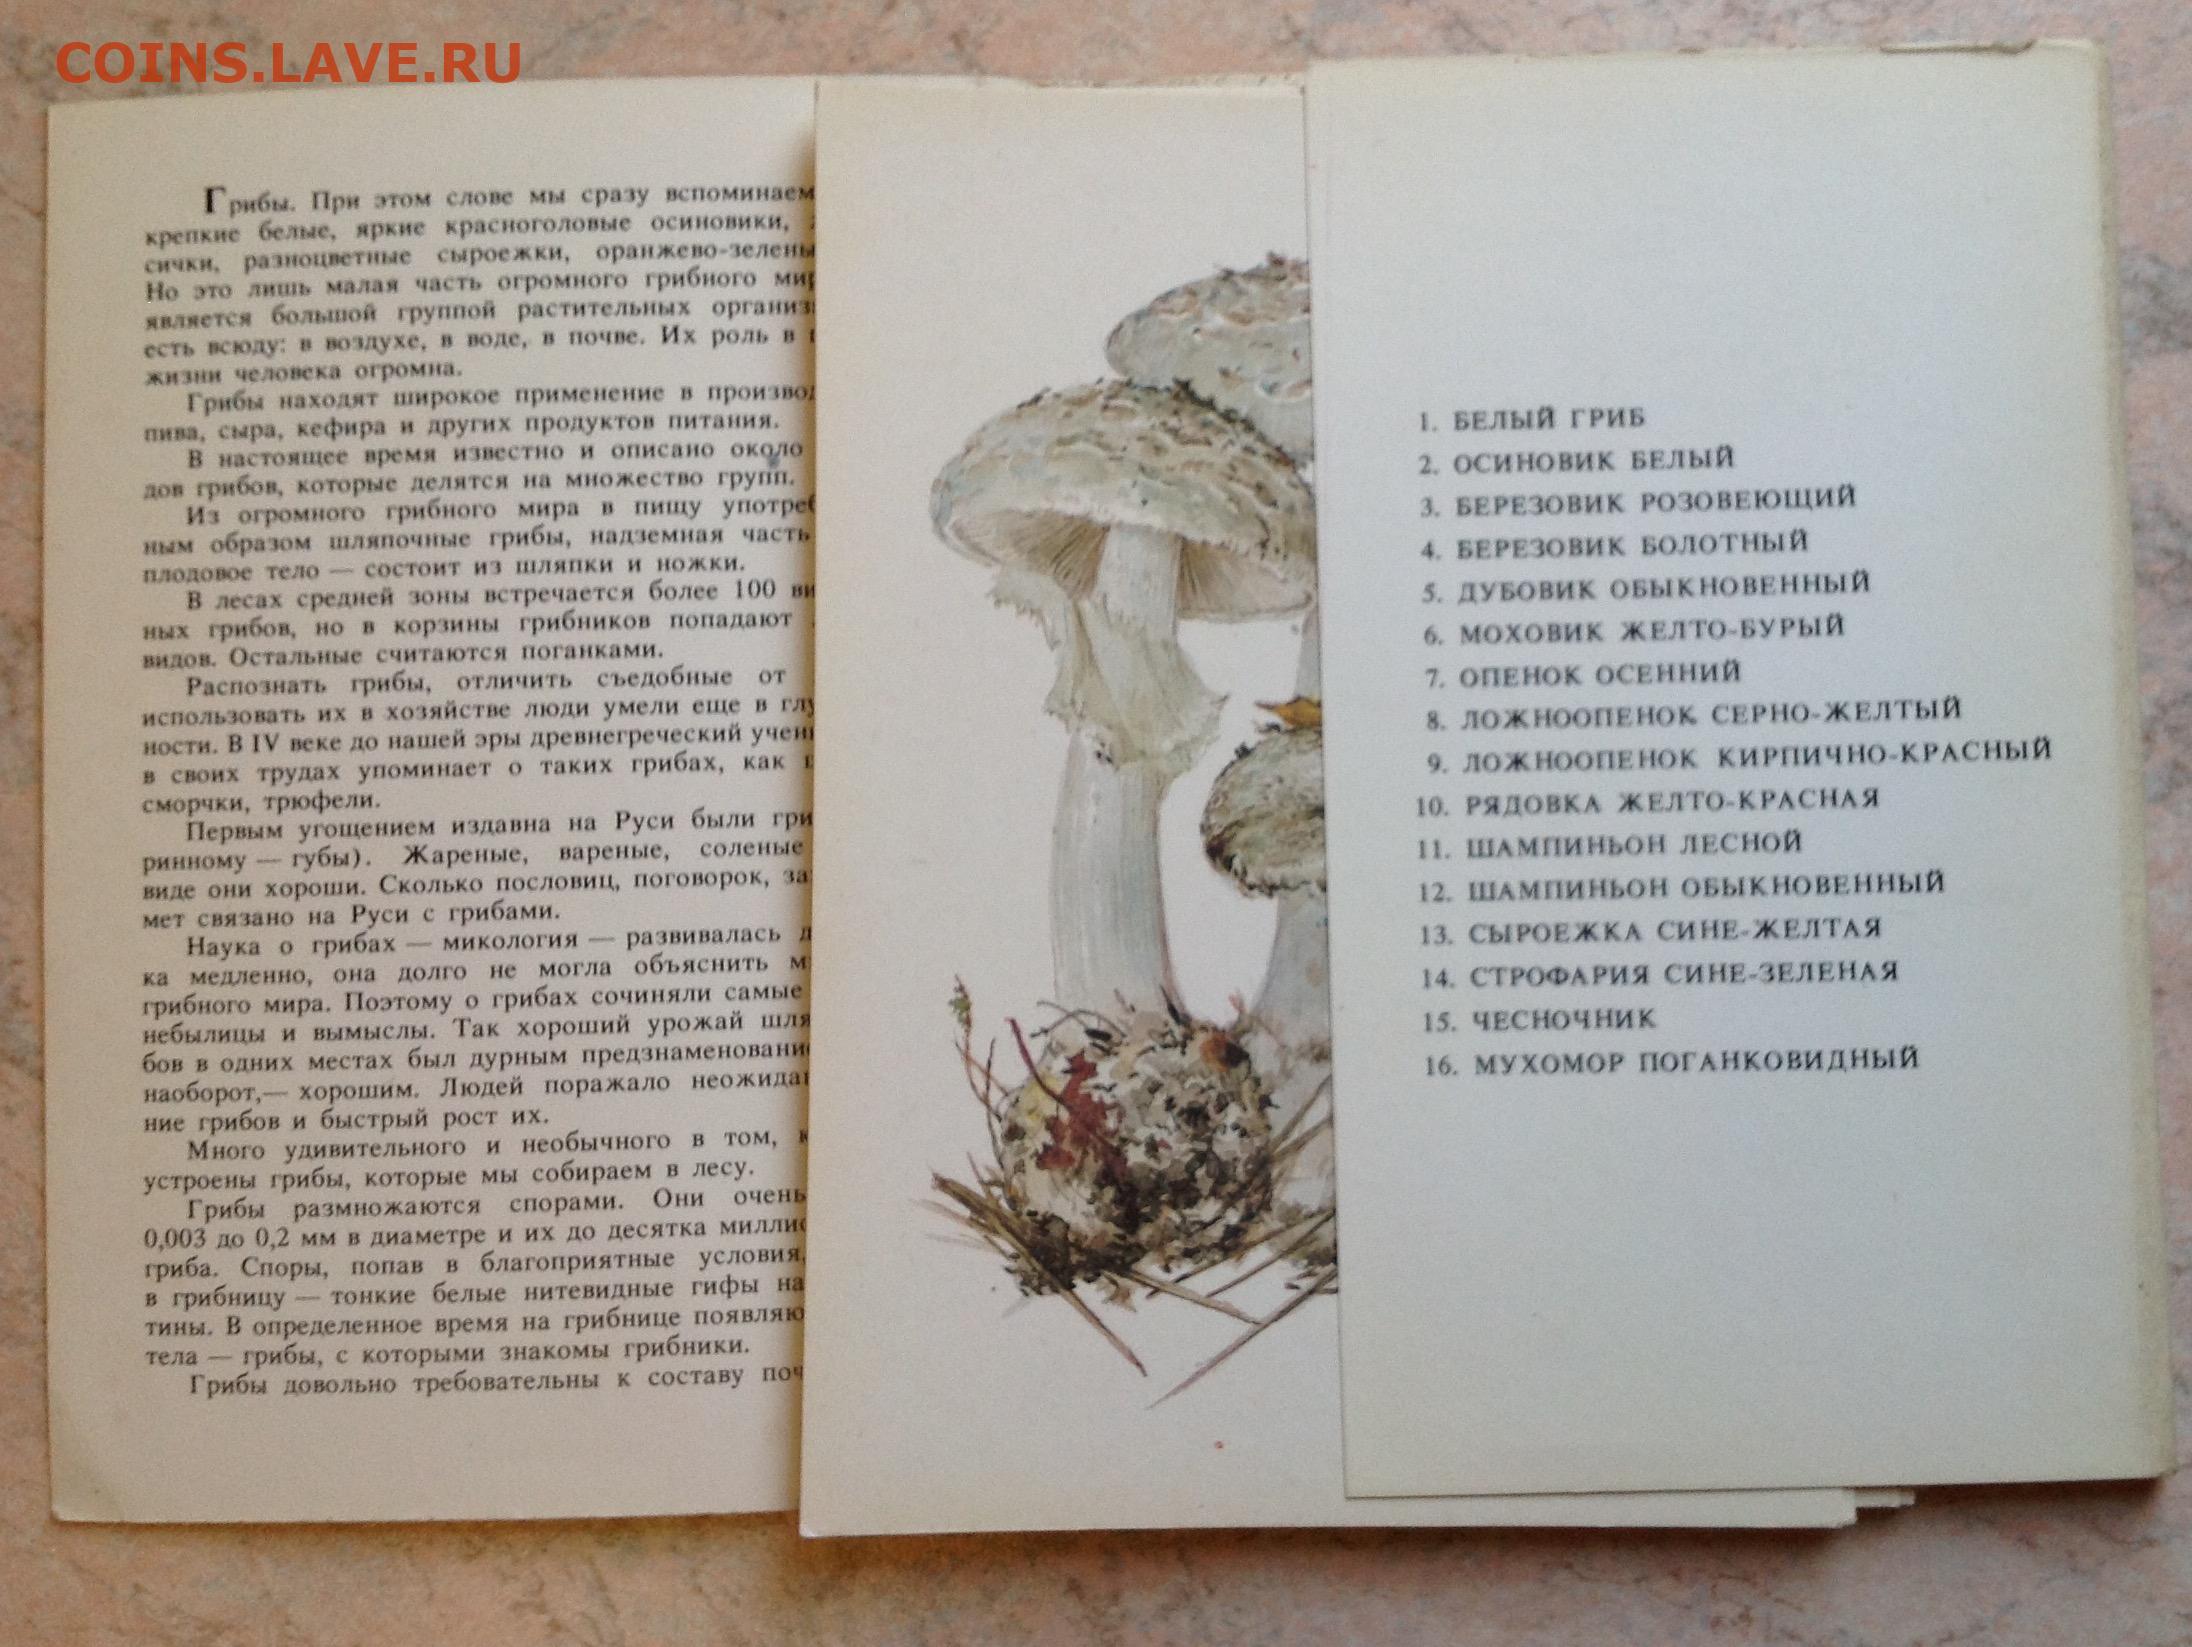 COINS.LAVE.RU
Грибы. При этом слове мы сразу вспоминаем
крепкие белые, яркие красноголовые осиновики,
сички, разноцветные сыроежки, оранжево-зелены
Но это лишь малая часть огромного грибного мир
является большой группой растительных организ
есть всюду: в воздухе, в воде, в почве. Их роль в
жизни человека огромна.
Грибы находят широкое применение в производ
пива, сыра, кефира и других продуктов питания.
В настоящее время известно и описано около
дов грибов, которые делятся на множество групп.
Из огромного грибного мира в пищу употреб
ным образом шляпочные грибы, надземная часть
плодовое тело — состоит из шляпки и ножки.
В лесах средней зоны встречается более 100 ви
ных грибов, но в корзины грибников попадают
видов. Остальные считаются поганками.
Распознать грибы, отличить съедобные от
использовать их в хозяйстве люди умели еще в глу
ности. В IV веке до нашей эры древнегреческий учен
в своих трудах упоминает о таких грибах, как
сморчки, трюфели.
Первым угощением издавна на Руси были гри
ринному — губы). Жареные, вареные, соленые
виде они хороши. Сколько пословиц, поговорок, за
мет связано на Руси с грибами.
Наука о грибах — микология — развивалась д
ка медленно, она долго не могла объяснить м
грибного мира. Поэтому о грибах сочиняли самые
небылицы и вымыслы. Так хороший урожай шля
бов в одних местах был дурным предзнаменовани
наоборот,— хорошим. Людей поражало неожидан
ние грибов и быстрый рост их.
Много удивительного и необычного в том, к
устроены грибы, которые мы собираем в лесу.
Грибы размножаются спорами. Они очень
0,003 до 0,2 мм в диаметре и их до десятка миллио
гриба. Споры, попав в благоприятные условия,
в грибницу — тонкие белые нитевидные гифы на
тины. В определенное время на грибнице появляю
тела — грибы, с которыми знакомы грибники.
Грибы довольно требовательны к составу поч
1. БЕЛЫЙ ГРИБ
2. ОСИНОВИК БЕЛЫЙ
3. БЕРЕЗОВИК РОЗОВЕЮЩИЙ
4. БЕРЕЗОВИК БОЛОТНЫЙ
5. ДУБОВИК ОБЫКНОВЕННЫЙ
6. МОХОВИК ЖЕЛТО-БУРЫЙ
7. ОПЕНОК ОСЕННИЙ
8. ЛОЖНООПЕНОК СЕРНО-ЖЕЛТЫЙ
9. ЛОЖНООПЕНОК КИРПИЧНО-КРАСНЫЙ
10. РЯДОВКА ЖЕЛТО-КРАСНАЯ
11. ШАМПИНЬОН ЛЕСНОЙ
12. ШАМПИНЬОН ОБЫКНОВЕННЫЙ
13. СЫРОЕЖКА СИНЕ-ЖЕЛТАЯ
14. СТРОФАРИЯ СИНЕ-ЗЕЛЕНАЯ
15. ЧЕСНОЧНИК
16. МУХОМОР ПОГАНКОВИДНЫЙ